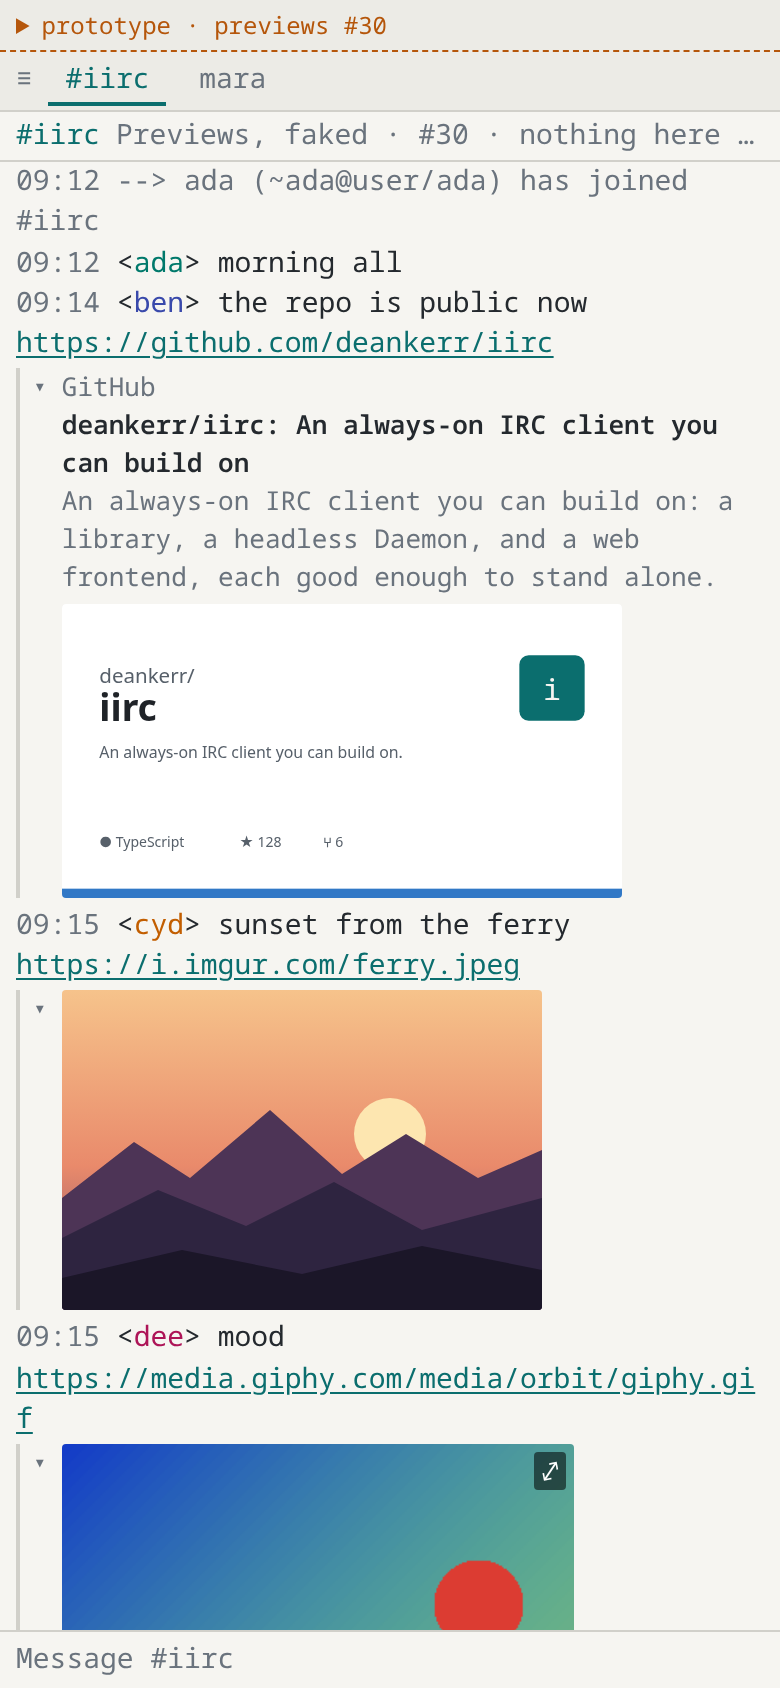 ▶ prototype · previews #30
≡ #iirc mara
#iirc Previews, faked · #30 · nothing here …
09:12 --> ada (~ada@user/ada) has joined
#iirc
09:12 <ada> morning all
09:14 <ben> the repo is public now
https://github.com/deankerr/iirc
▾ GitHub
deankerr/iirc: An always-on IRC client you
can build on
An always-on IRC client you can build on: a
library, a headless Daemon, and a web
frontend, each good enough to stand alone.
deankerr/
iirc
i
An always-on IRC client you can build on.
● TypeScript ★ 128 ⑂ 6
09:15 <cyd> sunset from the ferry
https://i.imgur.com/ferry.jpeg
09:15 <dee> mood
https://media.giphy.com/media/orbit/giphy.gi
f
Message #iirc